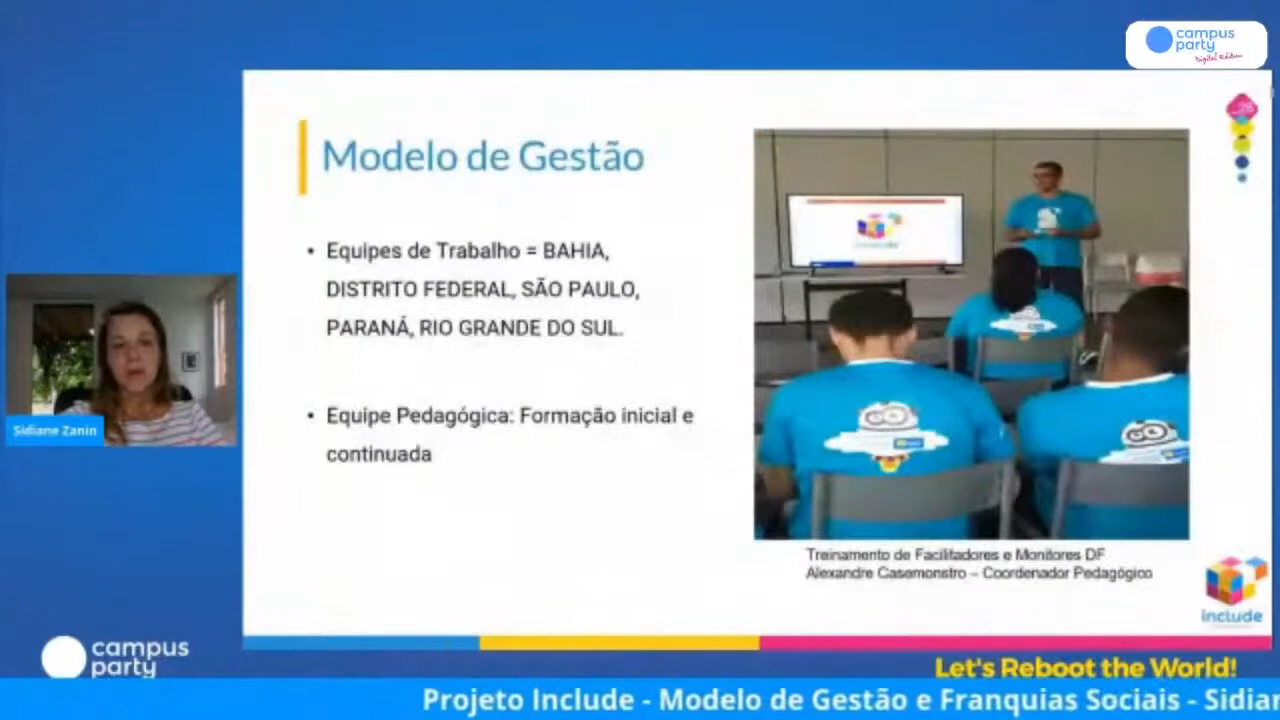 campus
party
Digital Edition
Modelo de Gestão
• Equipes de Trabalho = BAHIA,
DISTRITO FEDERAL, SÃO PAULO,
PARANÁ, RIO GRANDE DO SUL.
• Equipe Pedagógica: Formação inicial e
continuada
Sidiane Zanin
Treinamento de Facilitadores e Monitores DF
Alexandre Casemonstro – Coordenador Pedagógico
include
campus
party
Let's Reboot the World!
Projeto Include - Modelo de Gestão e Franquias Sociais - Sidian